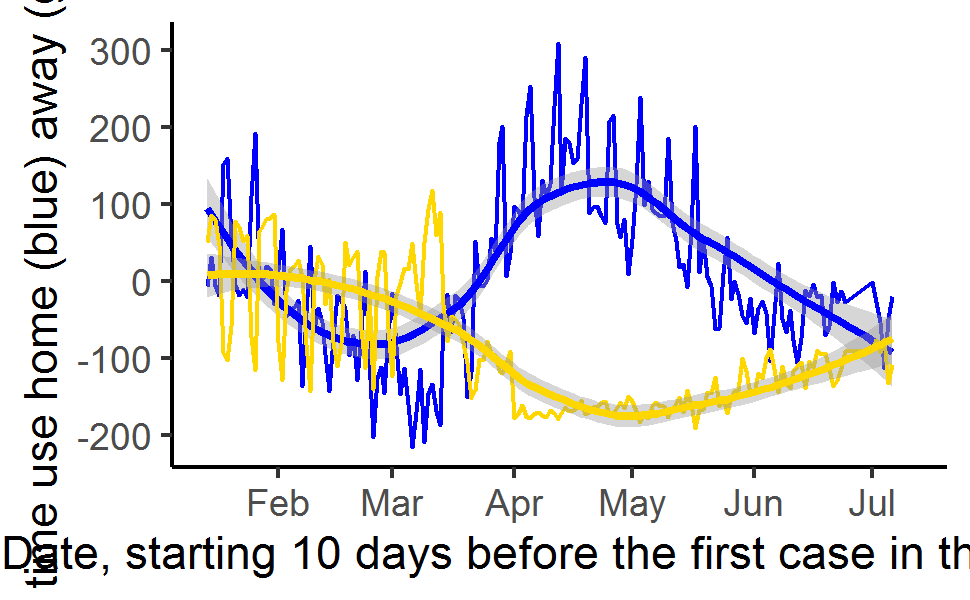 time use home (blue) away (
300
200
100
0
-100
-200
Feb Mar Apr May Jun Jul
Date, starting 10 days before the first case in th